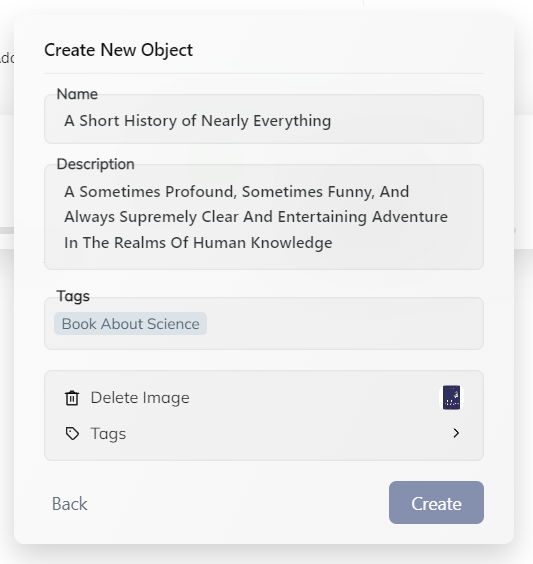 Create New Object
Name
A Short History of Nearly Everything
Description
A Sometimes Profound, Sometimes Funny, And
Always Supremely Clear And Entertaining Adventure
In The Realms Of Human Knowledge
Tags
Book About Science
Delete Image
Tags
Back
Create